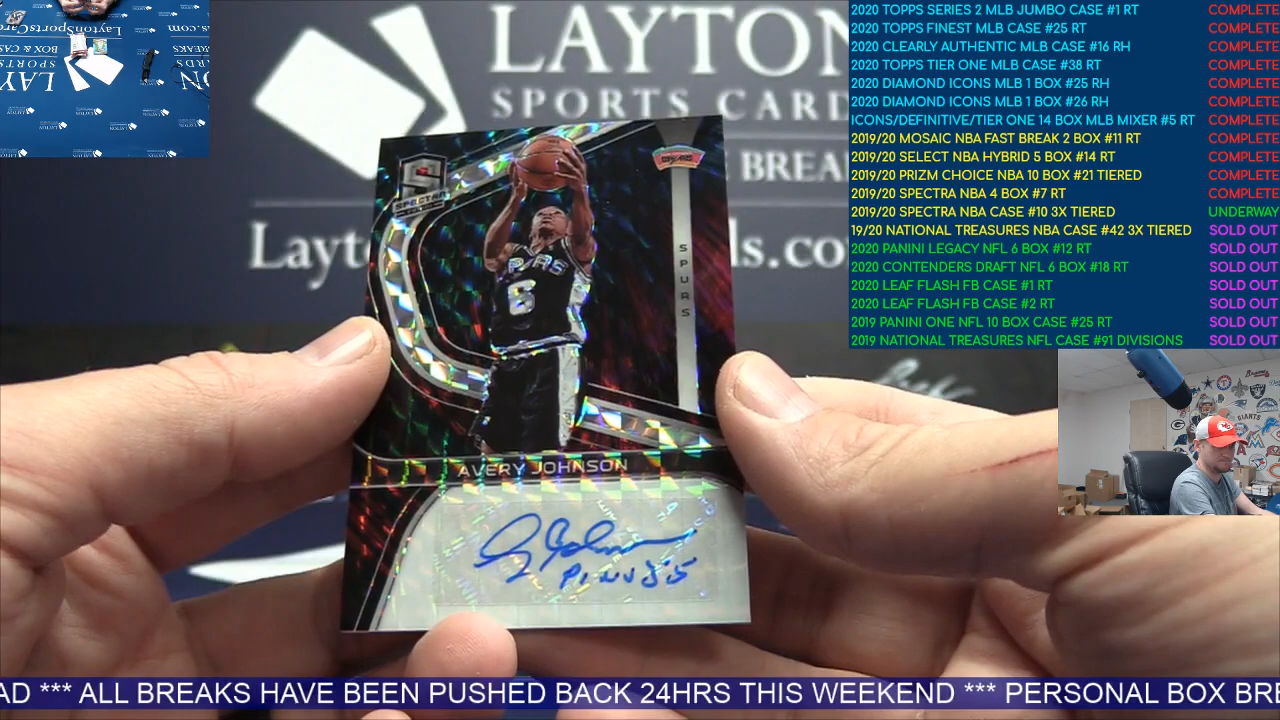 2020 TOPPS SERIES 2 MLB JUMBO CASE #1 RT COMPLETE
2020 TOPPS FINEST MLB CASE #25 RT COMPLETE
2020 CLEARLY AUTHENTIC MLB CASE #16 RH COMPLETE
2020 TOPPS TIER ONE MLB CASE #38 RT COMPLETE
2020 DIAMOND ICONS MLB 1 BOX #25 RH COMPLETE
2020 DIAMOND ICONS MLB 1 BOX #26 RH COMPLETE
ICONS/DEFINITIVE/TIER ONE 14 BOX MLB MIXER #5 RT COMPLETE
2019/20 MOSAIC NBA FAST BREAK 2 BOX #11 RT COMPLETE
2019/20 SELECT NBA HYBRID 5 BOX #14 RT COMPLETE
2019/20 PRIZM CHOICE NBA 10 BOX #21 TIERED COMPLETE
2019/20 SPECTRA NBA 4 BOX #7 RT COMPLETE
2019/20 SPECTRA NBA CASE #10 3X TIERED UNDERWAY
19/20 NATIONAL TREASURES NBA CASE #42 3X TIERED SOLD OUT
2020 PANINI LEGACY NFL 6 BOX #12 RT SOLD OUT
2020 CONTENDERS DRAFT NFL 6 BOX #18 RT SOLD OUT
2020 LEAF FLASH FB CASE #1 RT SOLD OUT
2020 LEAF FLASH FB CASE #2 RT SOLD OUT
2019 PANINI ONE NFL 10 BOX CASE #25 RT SOLD OUT
2019 NATIONAL TREASURES NFL CASE #91 DIVISIONS SOLD OUT
LAYTON
SPORTS CARD
BREA
Layt
ds.co
SPECTRA
SPURS
SPURS
6
AVERY JOHNSON
GIANTS
AD *** ALL BREAKS HAVE BEEN PUSHED BACK 24HRS THIS WEEKEND *** PERSONAL BOX BRE